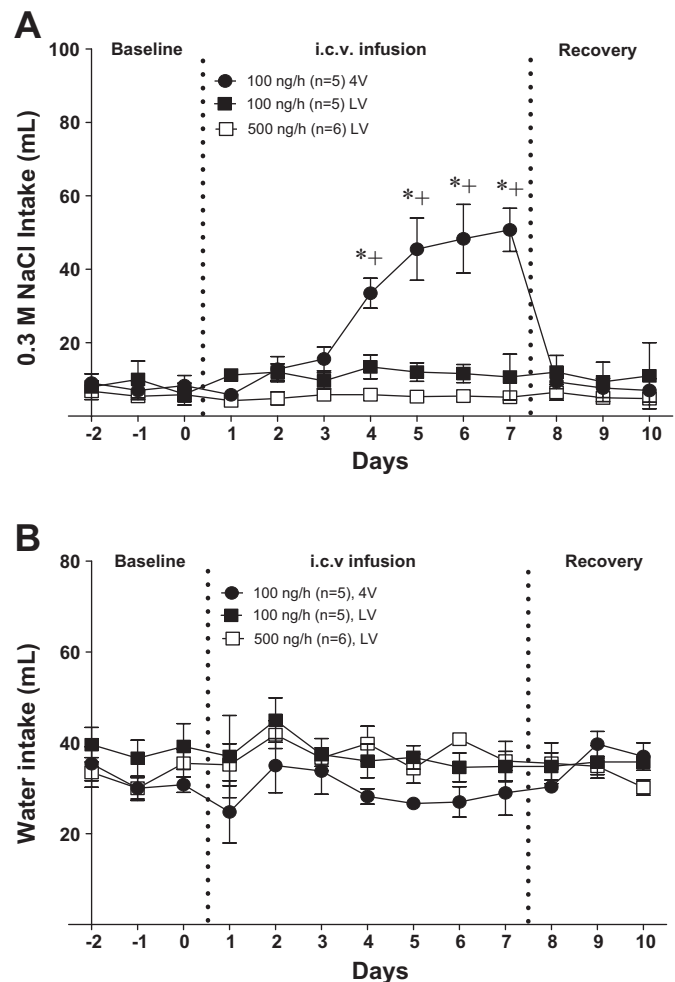 A
Baseline i.c.v. infusion Recovery
100 ng/h (n=5) 4V
100 ng/h (n=5) LV
500 ng/h (n=6) LV
0.3 M NaCl Intake (mL)
100
80
60
40
20
*+ *+ *+ *+
-2 -1 0 1 2 3 4 5 6 7 8 9 10
Days
B
Baseline i.c.v infusion Recovery
100 ng/h (n=5), 4V
100 ng/h (n=5), LV
500 ng/h (n=6), LV
Water intake (mL)
80
60
40
20
-2 -1 0 1 2 3 4 5 6 7 8 9 10
Days